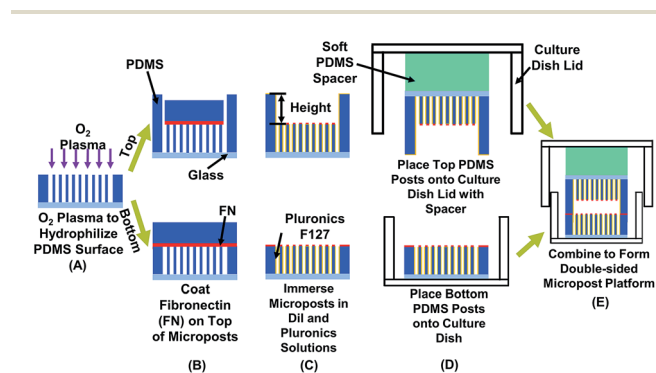 O2
Plasma
O2 Plasma to
Hydrophilize
PDMS Surface
(A)
Top
Bottom
PDMS
Glass
FN
Coat
Fibronectin
(FN) on Top
of Microposts
(B)
Height
Pluronics
F127
Immerse
Microposts in
DiI and
Pluronics
Solutions
(C)
Soft
PDMS
Spacer
Culture
Dish Lid
Place Top PDMS
Posts onto Culture
Dish Lid with
Spacer
Place Bottom
PDMS Posts
onto Culture
Dish
(D)
Combine to Form
Double-sided
Micropost Platform
(E)